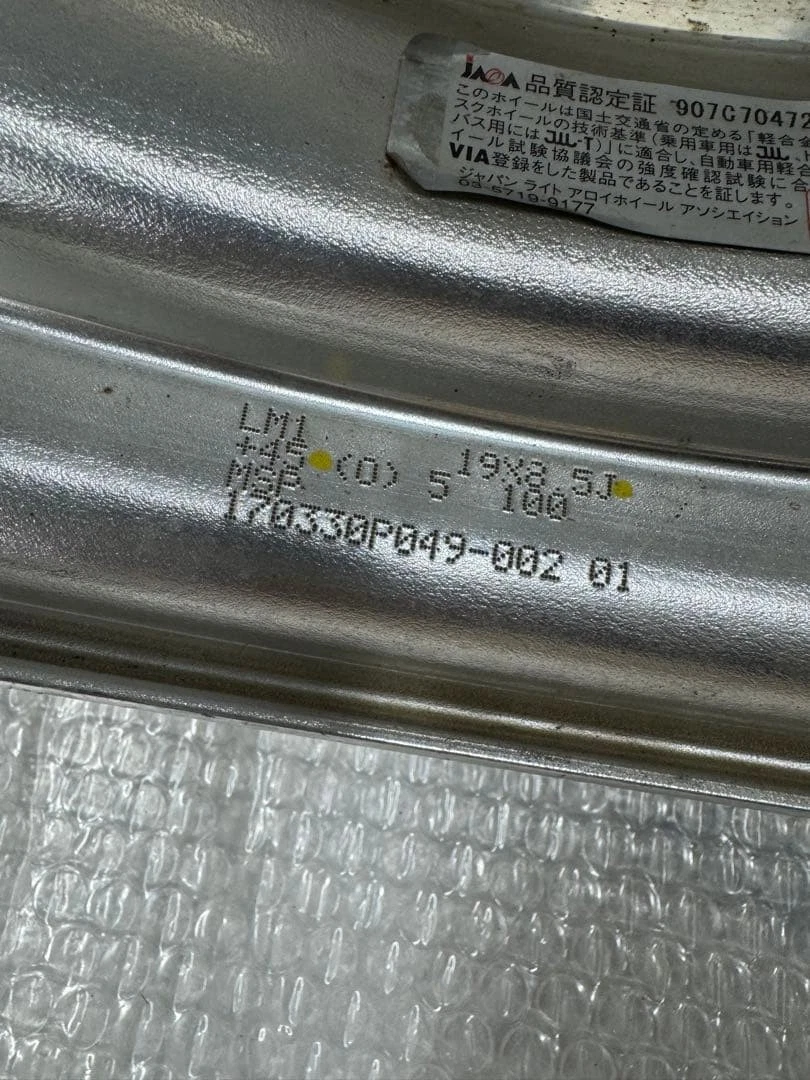 JAWA 品質認定証 907C70472
このホイールは国土交通省の定める「軽合金
スクホイールの技術基準(乗用車用は JWL、
バス用には JWL-T)」に適合し、自動車用軽合
イール試験協議会の強度確認試験に合
VIA登録をした製品であることを証します。
ジャパン ライト アロイホイール アソシエイション
03-5719-9177
LM1 19X8.5J
+45 (O) 5 100
170330P049-002 01